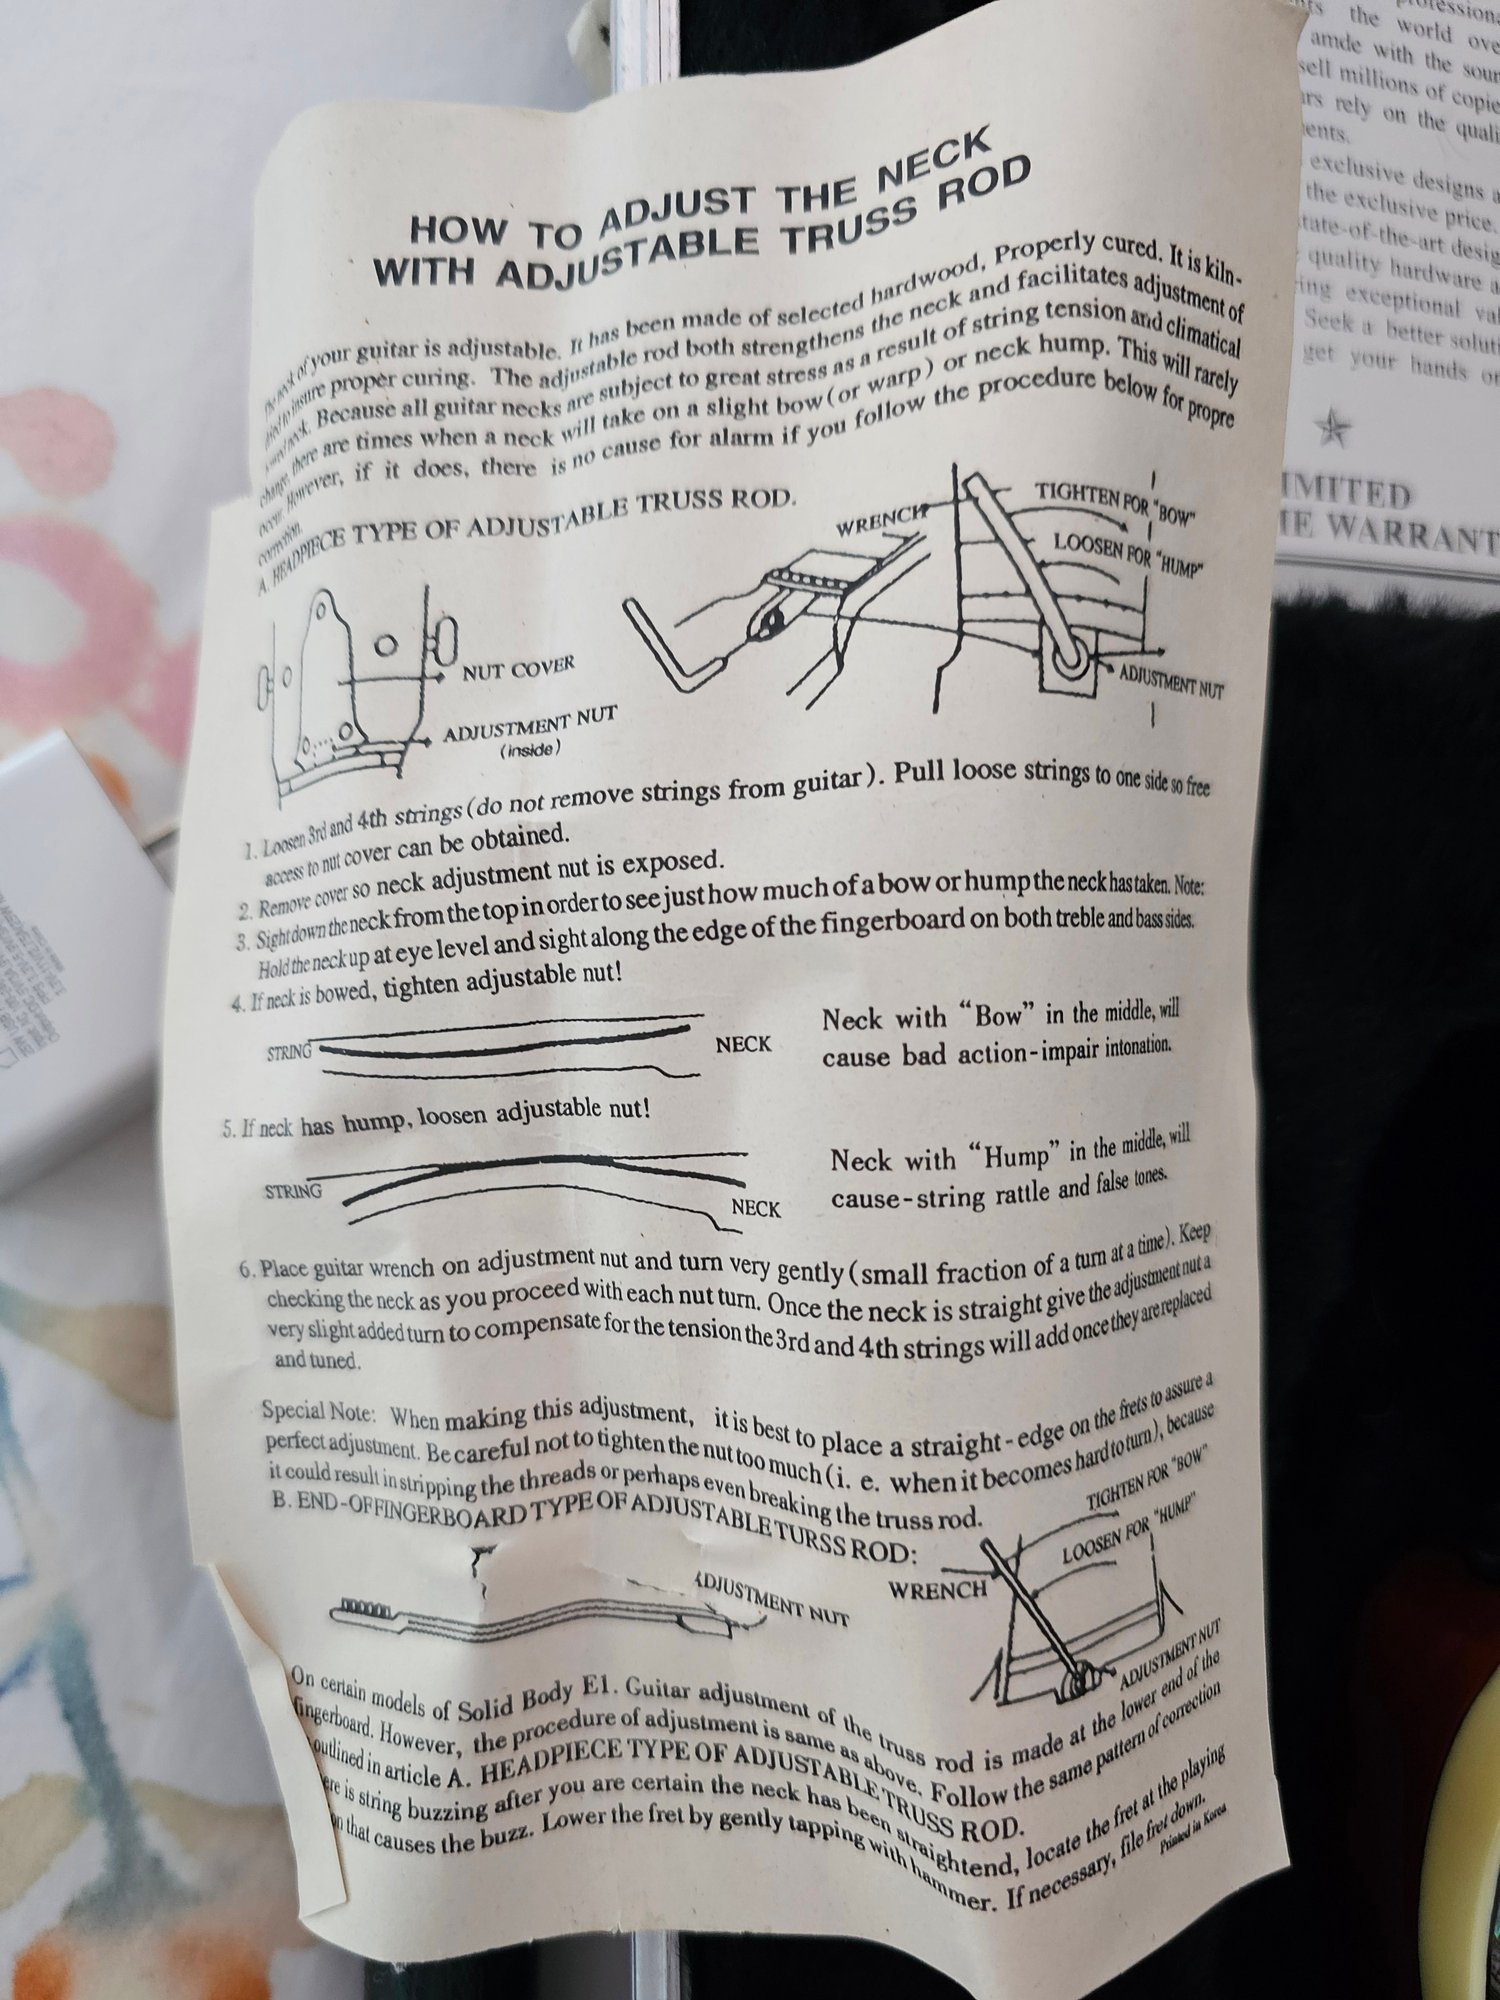 HOW TO ADJUST THE NECK
WITH ADJUSTABLE TRUSS ROD
The neck of your guitar is adjustable. It has been made of selected hardwood, Properly cured. It is kiln-
dried to insure proper curing. The adjustable rod both strengthens the neck and facilitates adjustment of
neck. Because all guitar necks are subject to great stress as a result of string tension and climatical
change, there are times when a neck will take on a slight bow (or warp) or neck hump. This will rarely
occur. However, if it does, there is no cause for alarm if you follow the procedure below for propre
correction.
A. HEADPIECE TYPE OF ADJUSTABLE TRUSS ROD.
WRENCH
TIGHTEN FOR "BOW"
LOOSEN FOR "HUMP"
NUT COVER
ADJUSTMENT NUT
ADJUSTMENT NUT
(inside)
1. Loosen 3rd and 4th strings (do not remove strings from guitar). Pull loose strings to one side so free
access to nut cover can be obtained.
2. Remove cover so neck adjustment nut is exposed.
3. Sight down the neck from the top in order to see just how much of a bow or hump the neck has taken. Note:
Hold the neck up at eye level and sight along the edge of the fingerboard on both treble and bass sides.
4. If neck is bowed, tighten adjustable nut!
STRING
NECK
Neck with "Bow" in the middle, will
cause bad action-impair intonation.
5. If neck has hump, loosen adjustable nut!
STRING
NECK
Neck with "Hump" in the middle, will
cause-string rattle and false tones.
6. Place guitar wrench on adjustment nut and turn very gently (small fraction of a turn at a time). Keep
checking the neck as you proceed with each nut turn. Once the neck is straight give the adjustment nut a
very slight added turn to compensate for the tension the 3rd and 4th strings will add once they are replaced
and tuned.
Special Note: When making this adjustment, it is best to place a straight-edge on the frets to assure a
perfect adjustment. Be careful not to tighten the nut too much (i. e. when it becomes hard to turn), because
it could result in stripping the threads or perhaps even breaking the truss rod.
B. END-OFFINGERBOARD TYPE OF ADJUSTABLE TURSS ROD:
TIGHTEN FOR "BOW"
LOOSEN FOR "HUMP"
WRENCH
ADJUSTMENT NUT
ADJUSTMENT NUT
On certain models of Solid Body E1. Guitar adjustment of the truss rod is made at the lower end of the
fingerboard. However, the procedure of adjustment is same as above. Follow the same pattern of correction
outlined in article A. HEADPIECE TYPE OF ADJUSTABLE TRUSS ROD.
ere is string buzzing after you are certain the neck has been straightend, locate the fret at the playing
on that causes the buzz. Lower the fret by gently tapping with hammer. If necessary, file fret down.
Printed in Korea
the world ove
amde with the sour
sell millions of copie
rs rely on the quali
ents.
exclusive designs a
the exclusive price.
tate-of-the-art desig
quality hardware a
ing exceptional val
Seek a better soluti
get your hands on
IMITED
E WARRANT